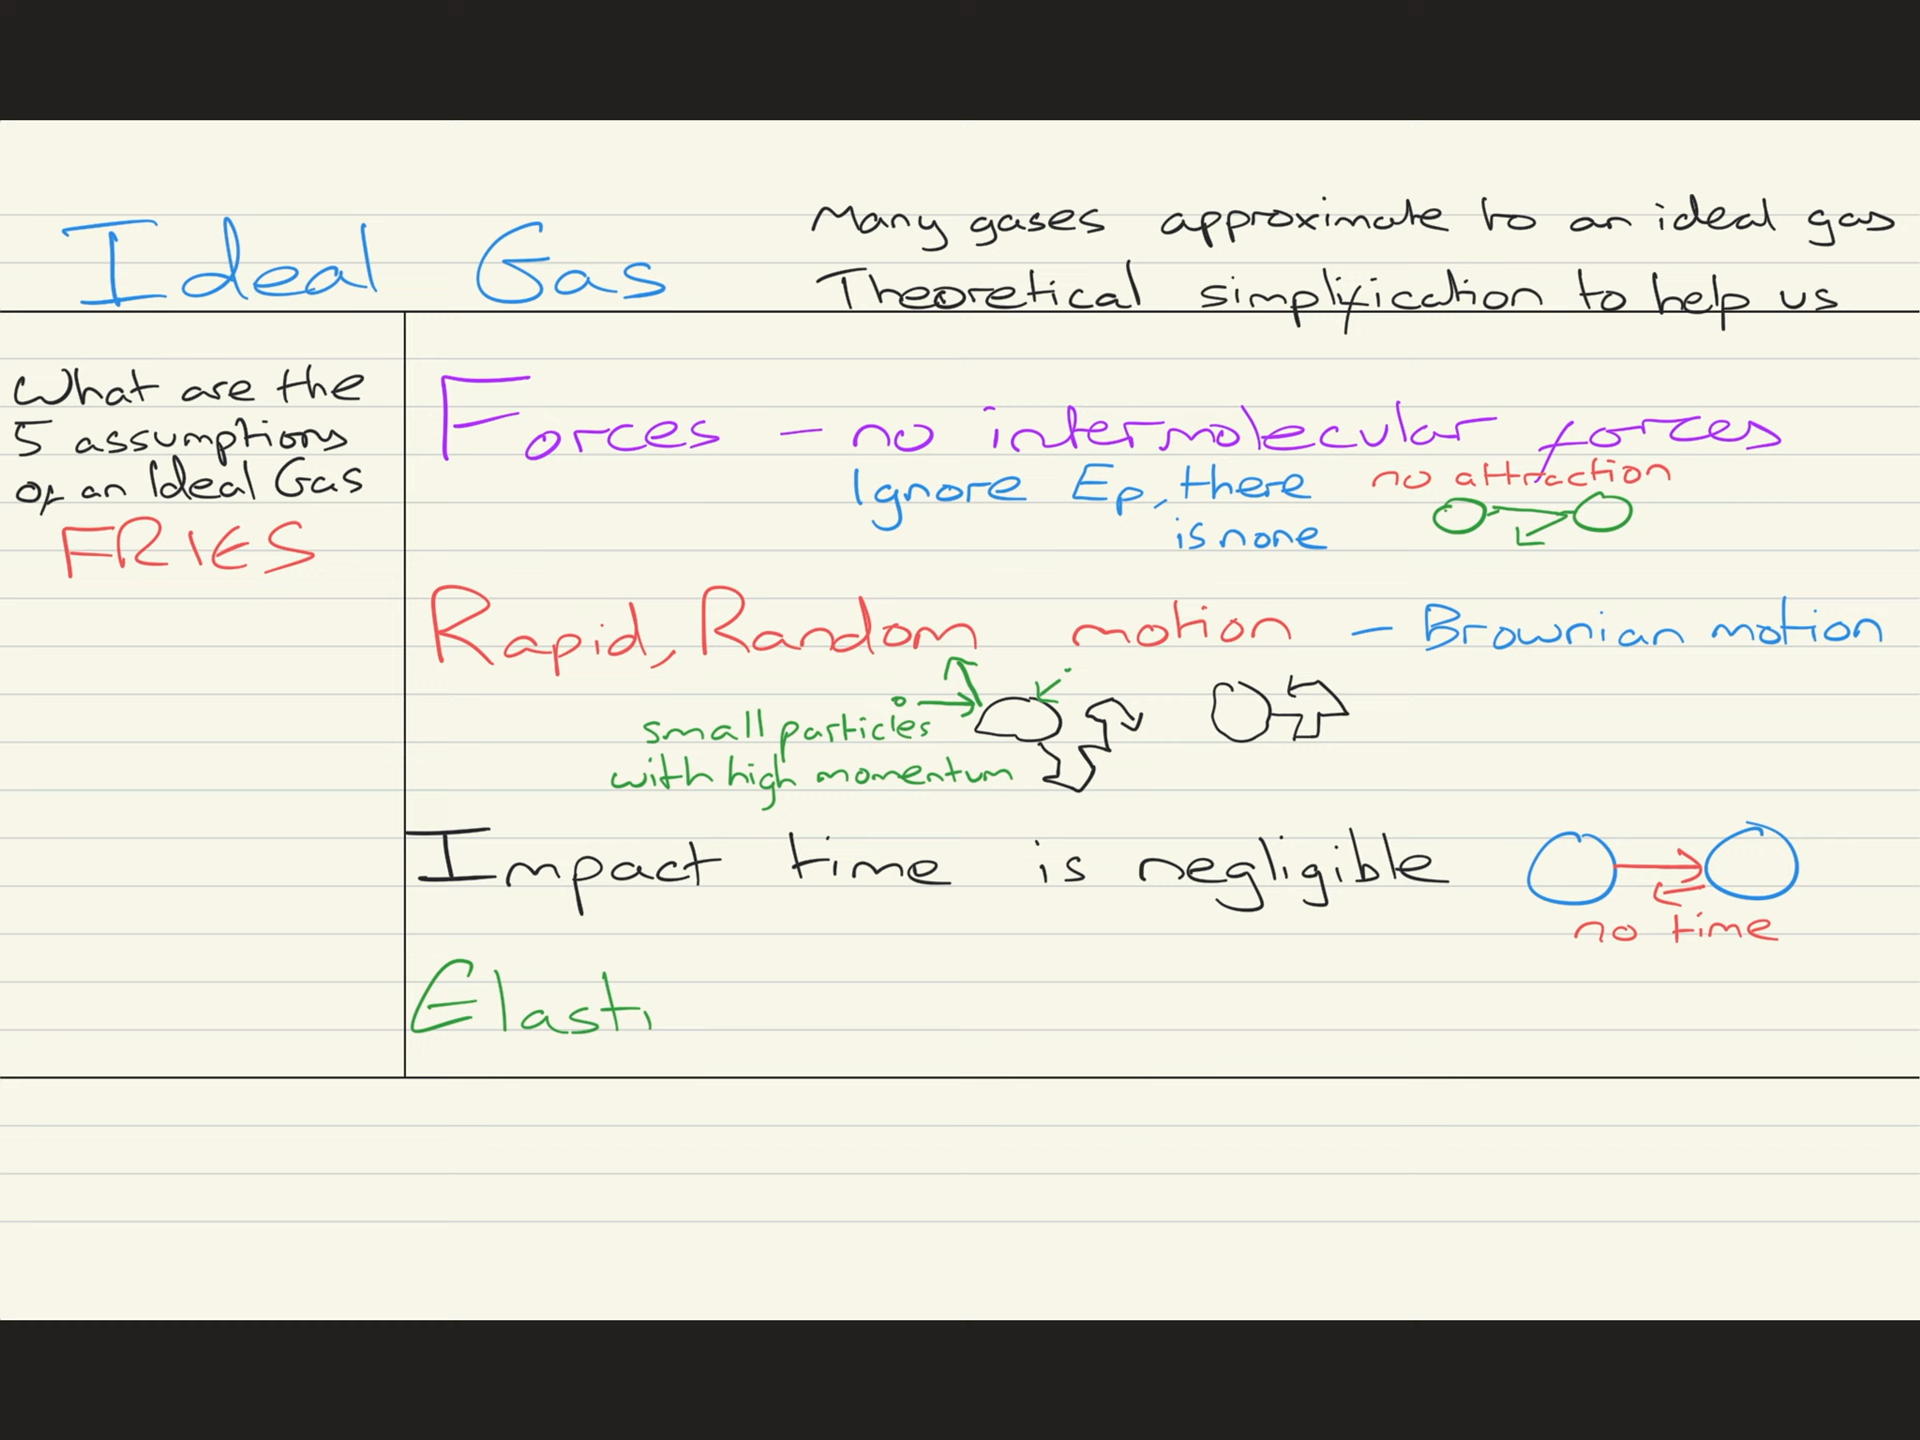 Ideal Gas
Many gases approximate to an ideal gas
Theoretical simplification to help us
What are the
5 assumptions
of an Ideal Gas
FRIES
Forces - no intermolecular forces
Ignore Ep, there
is none
no attraction
Rapid, Random motion - Brownian motion
small particles
with high momentum
Impact time is negligible
no time
Elasti